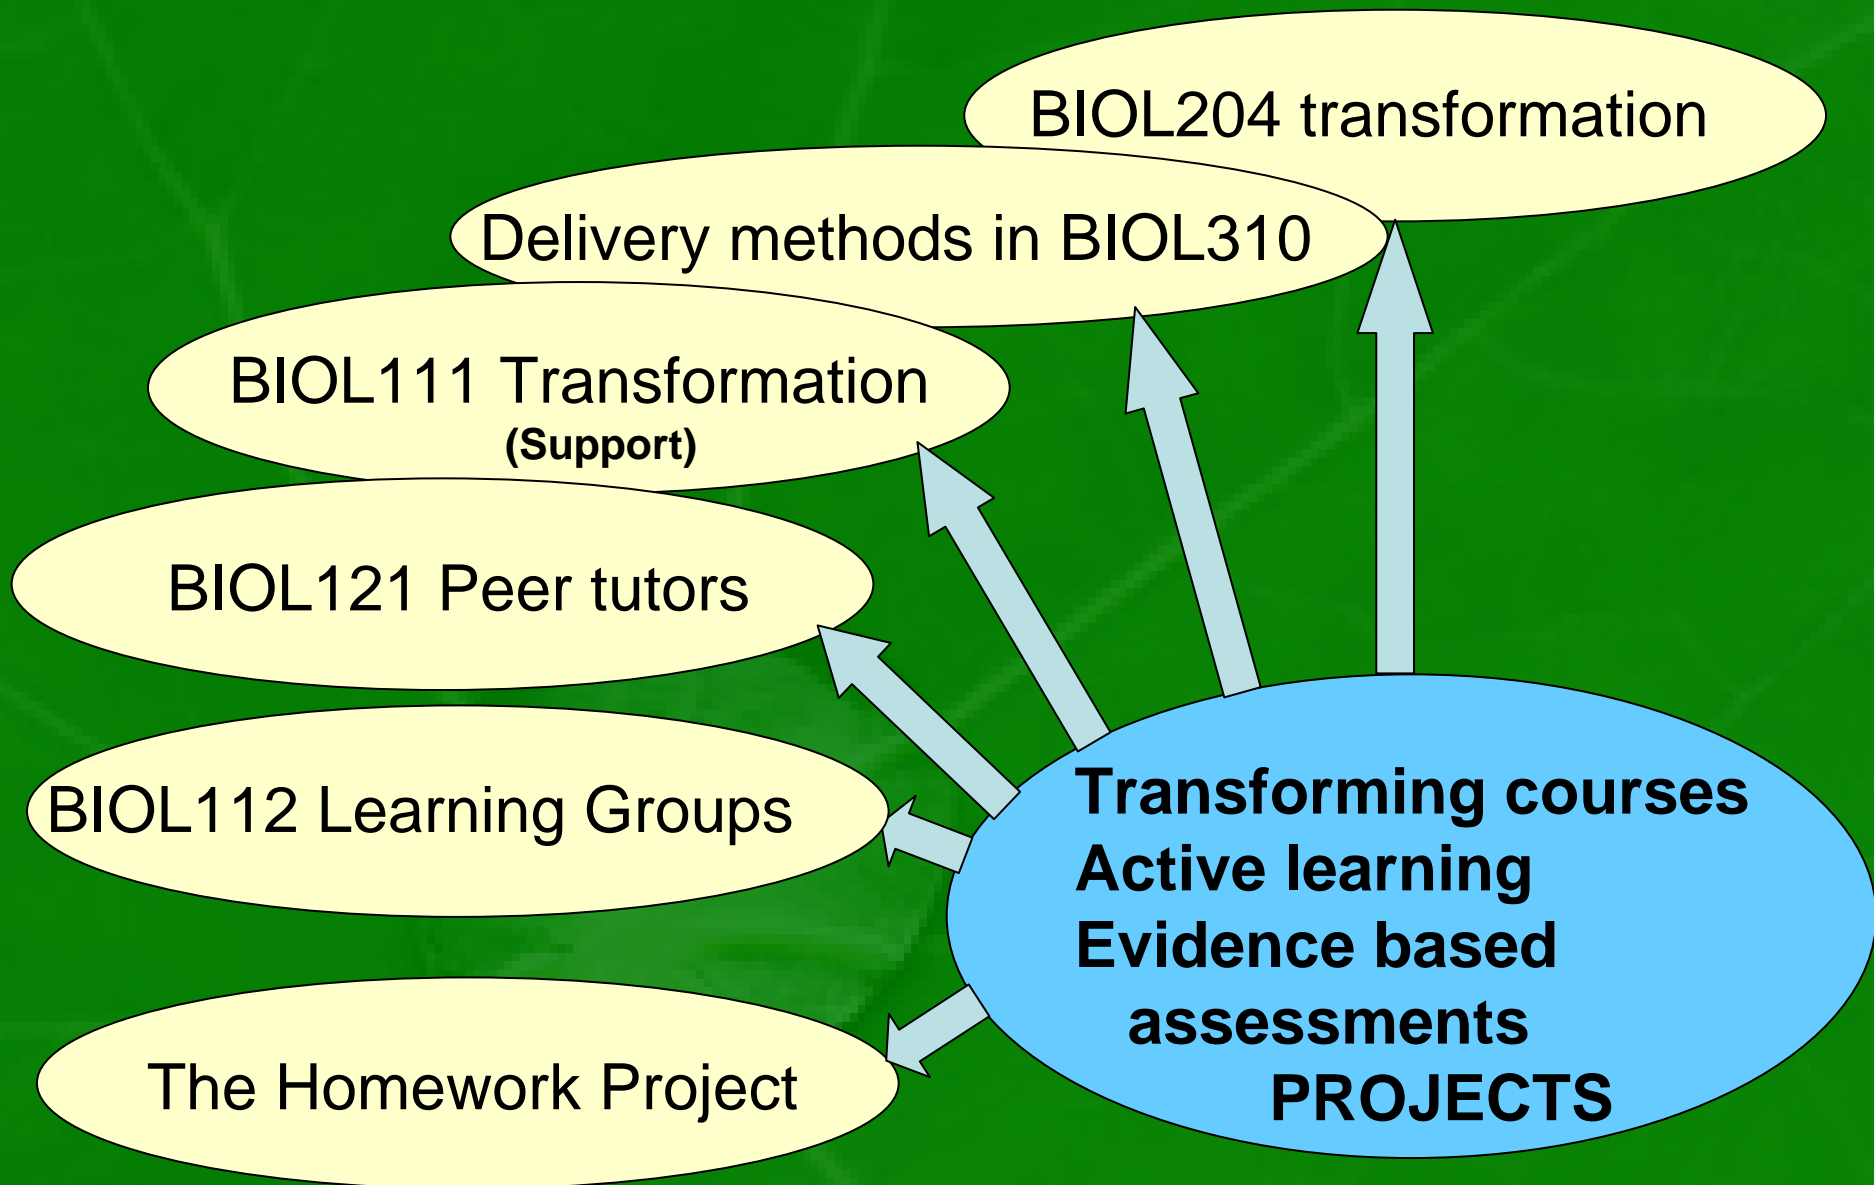 BIOL204 transformation
Delivery methods in BIOL310
BIOL111 Transformation
(Support)
BIOL121 Peer tutors
BIOL112 Learning Groups
The Homework Project
Transforming courses
Active learning
Evidence based
assessments
PROJECTS